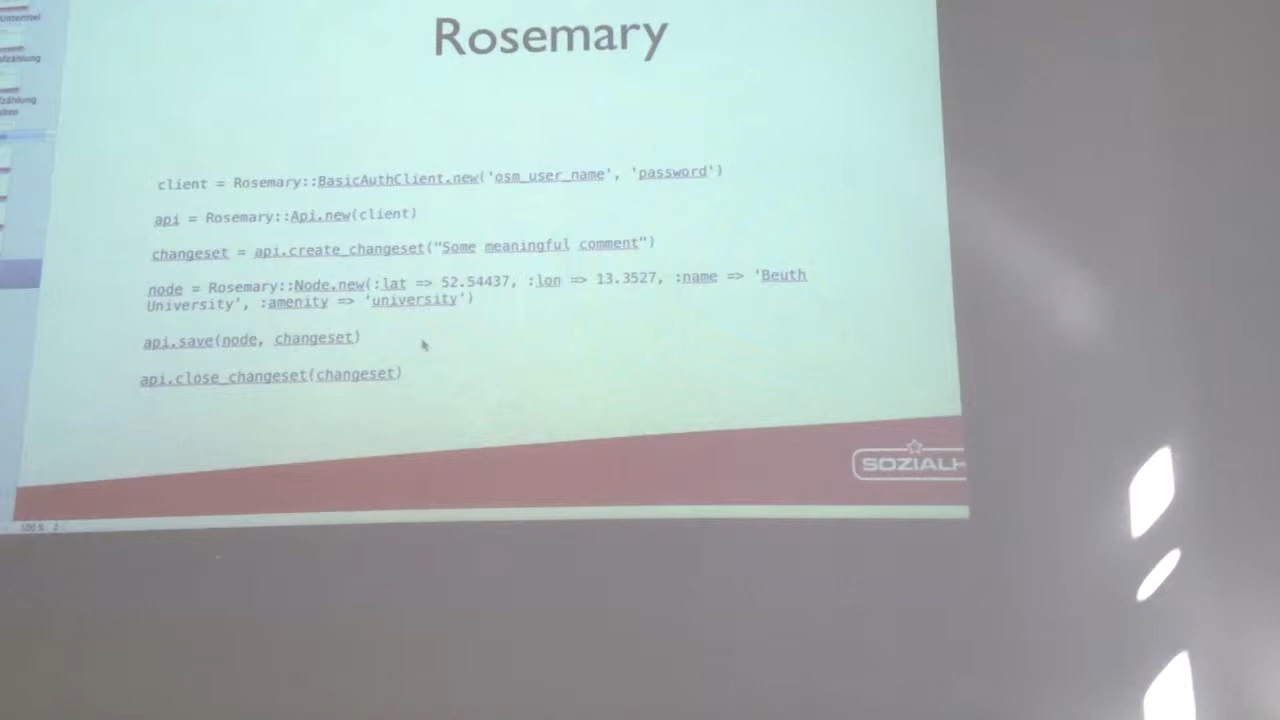 Rosemary
client = Rosemary::BasicAuthClient.new('osm_user_name', 'password')
api = Rosemary::Api.new(client)
changeset = api.create_changeset("Some meaningful comment")
node = Rosemary::Node.new(:lat => 52.54437, :lon => 13.3527, :name => 'Beuth
University', :amenity => 'university')
api.save(node, changeset)
api.close_changeset(changeset)
SOZIALH
100%